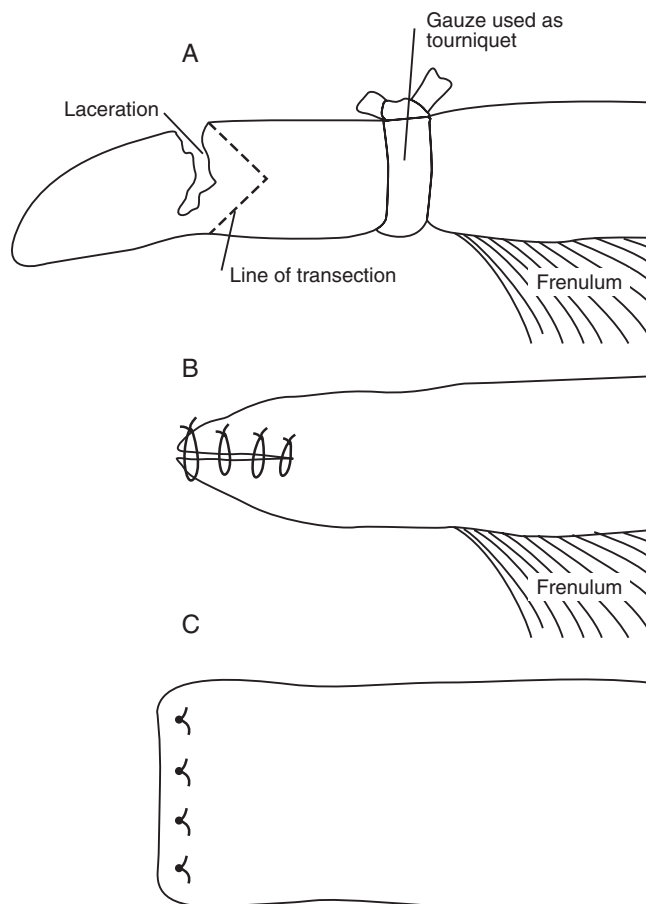 Gauze used as
tourniquet
A
Laceration
Line of transection
Frenulum
B
Frenulum
C